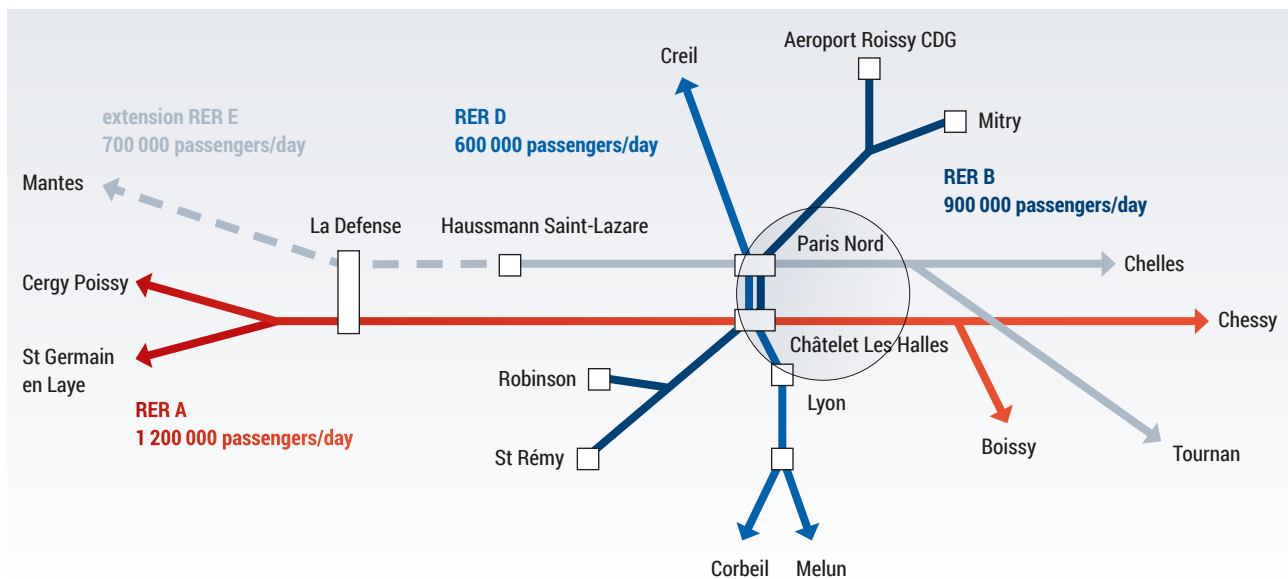 Aeroport Roissy CDG
Creil
extension RER E
700 000 passengers/day
RER D
600 000 passengers/day
Mitry
Mantes
RER B
900 000 passengers/day
La Defense
Haussmann Saint-Lazare
Paris Nord
Chelles
Cergy Poissy
Chessy
St Germain
en Laye
Châtelet Les Halles
Robinson
Lyon
RER A
1 200 000 passengers/day
St Rémy
Boissy
Tournan
Corbeil
Melun